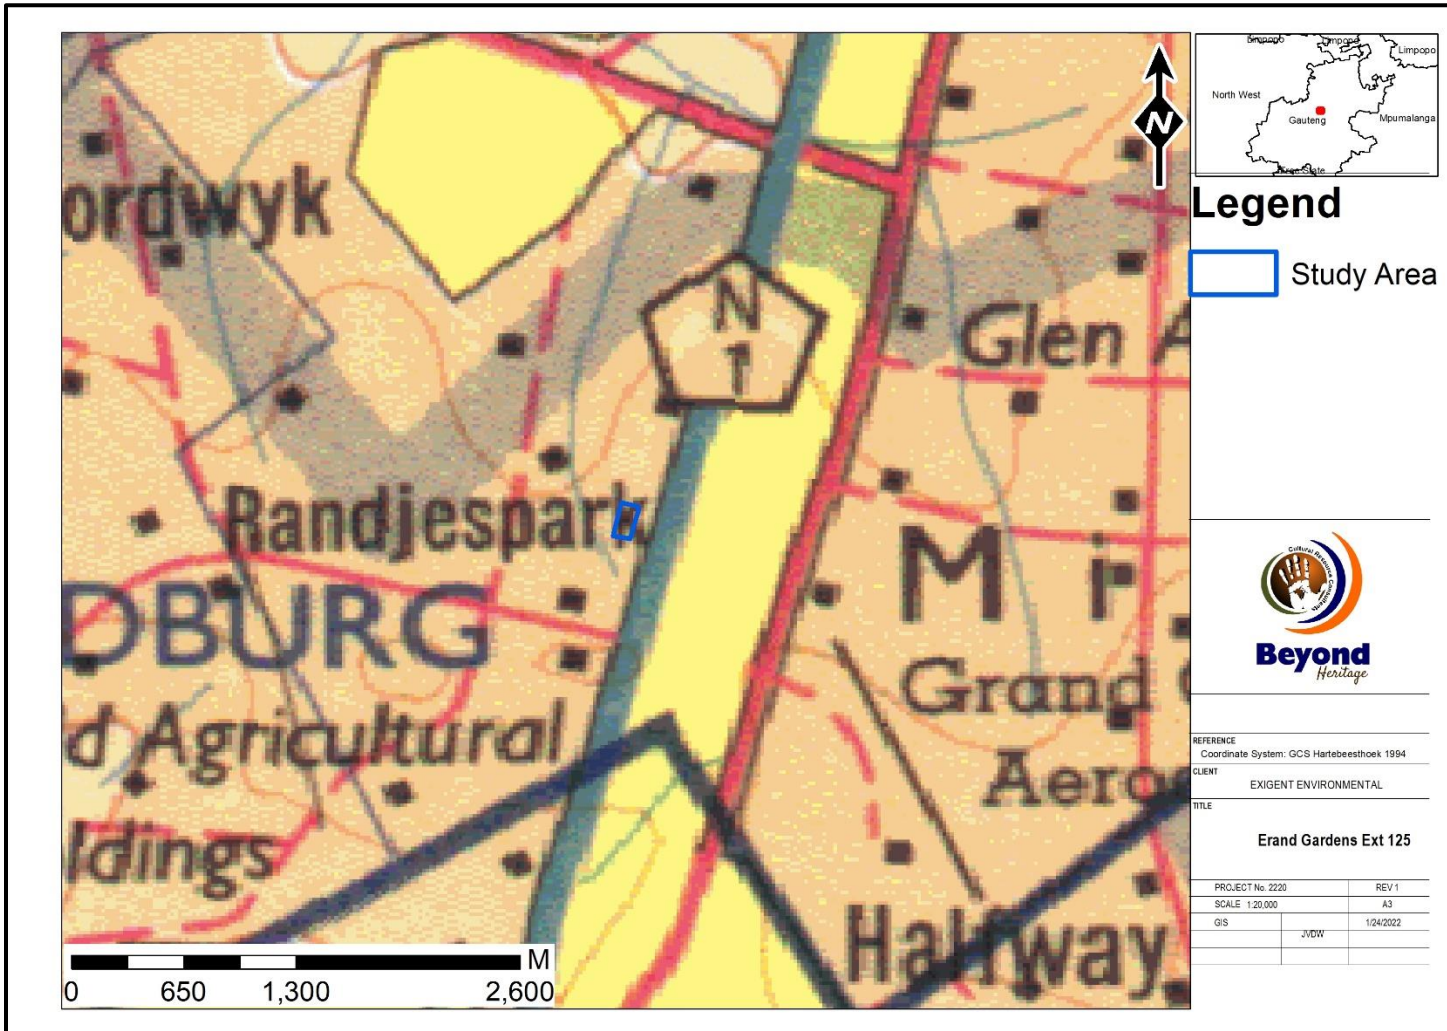 ordwyk
N
1
Glen A
Randjespark
M i
DBURG
Grand
d Agricultural
Aero
ldings
Halfway
M
0 650 1,300 2,600
N
Limpopo
Limpopo
North West
Gauteng
Mpumalanga
Legend
Study Area
Beyond
Heritage
REFERENCE
Coordinate System: GCS Hartebeesthoek 1994
CLIENT
EXIGENT ENVIRONMENTAL
TITLE
Erand Gardens Ext 125
PROJECT No. 2220 REV 1
SCALE 1:20,000 A3
GIS JVDW 1/24/2022